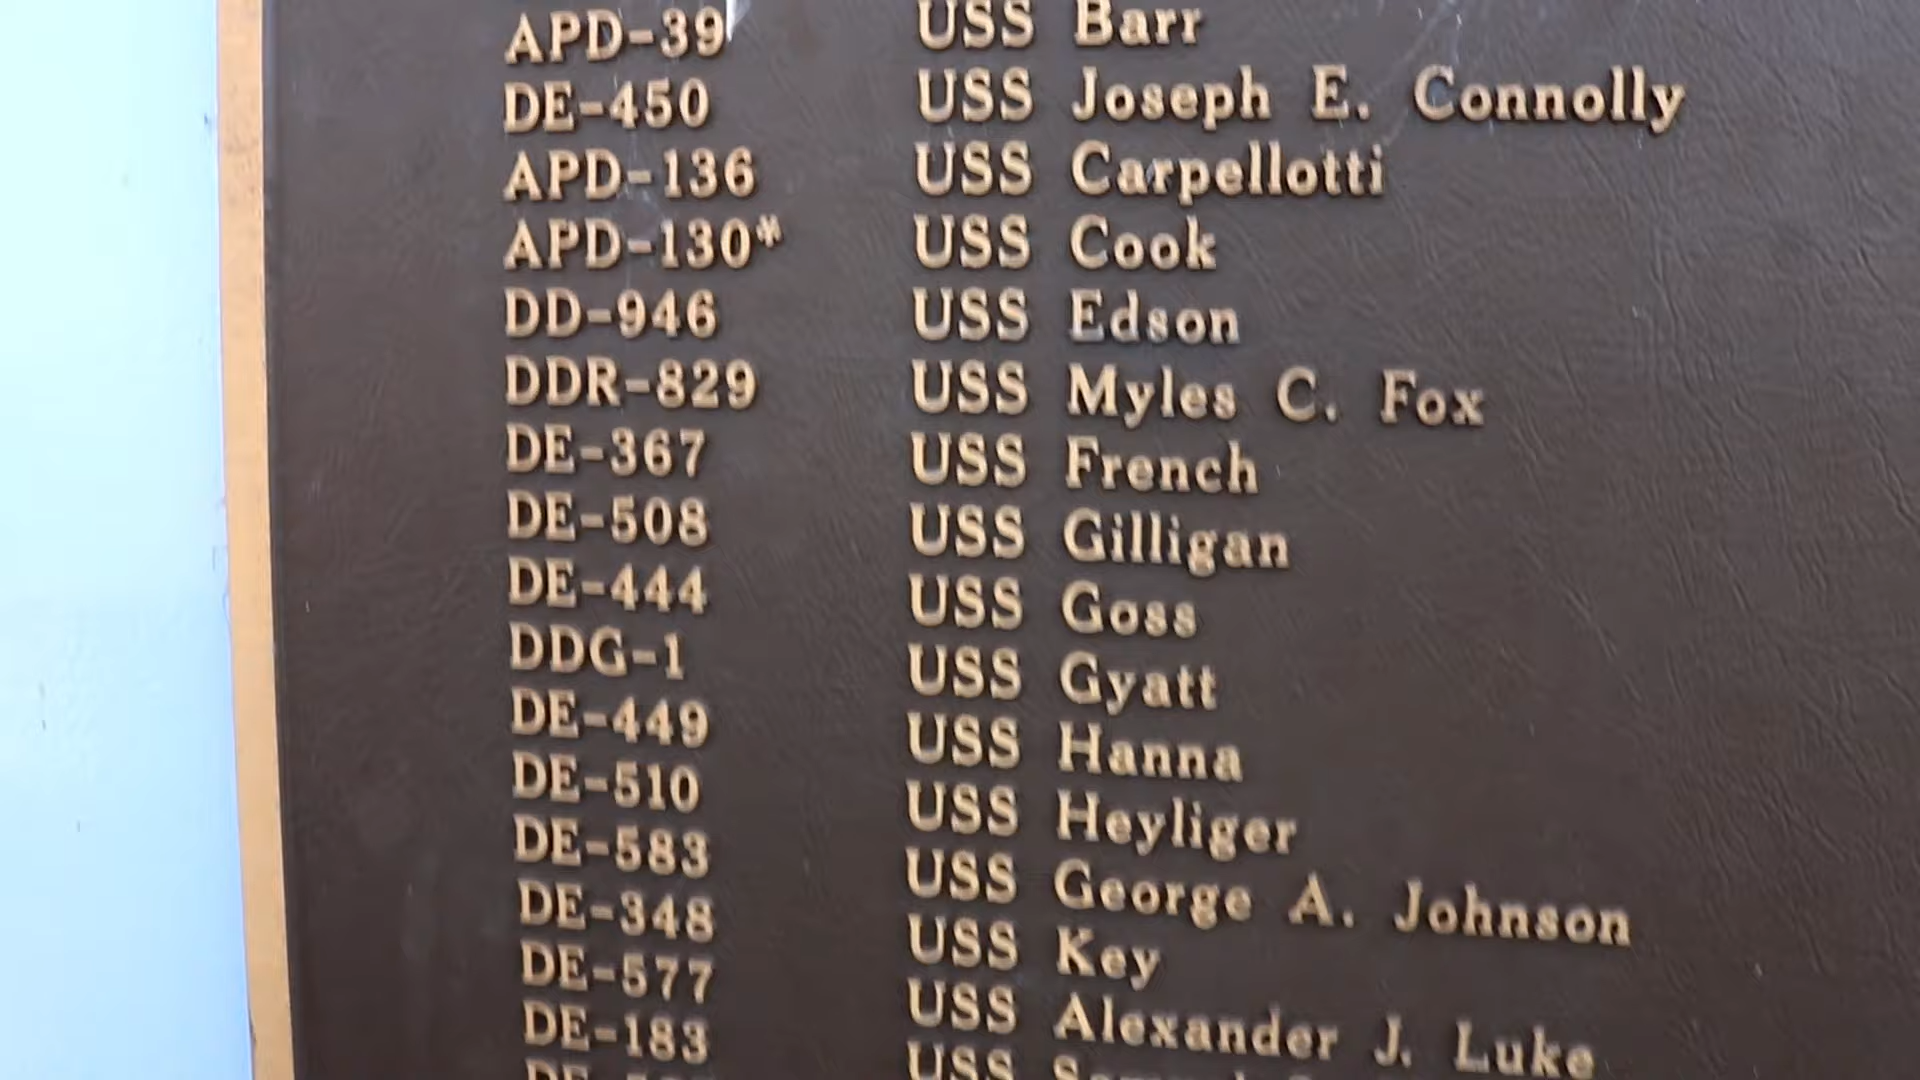 APD-39 USS Barr
DE-450 USS Joseph E. Connolly
APD-136 USS Carpellotti
APD-130* USS Cook
DD-946 USS Edson
DDR-829 USS Myles C. Fox
DE-367 USS French
DE-508 USS Gilligan
DE-444 USS Goss
DDG-1 USS Gyatt
DE-449 USS Hanna
DE-510 USS Heyliger
DE-583 USS George A. Johnson
DE-348 USS Key
DE-577 USS Alexander J. Luke
DE-183 USS